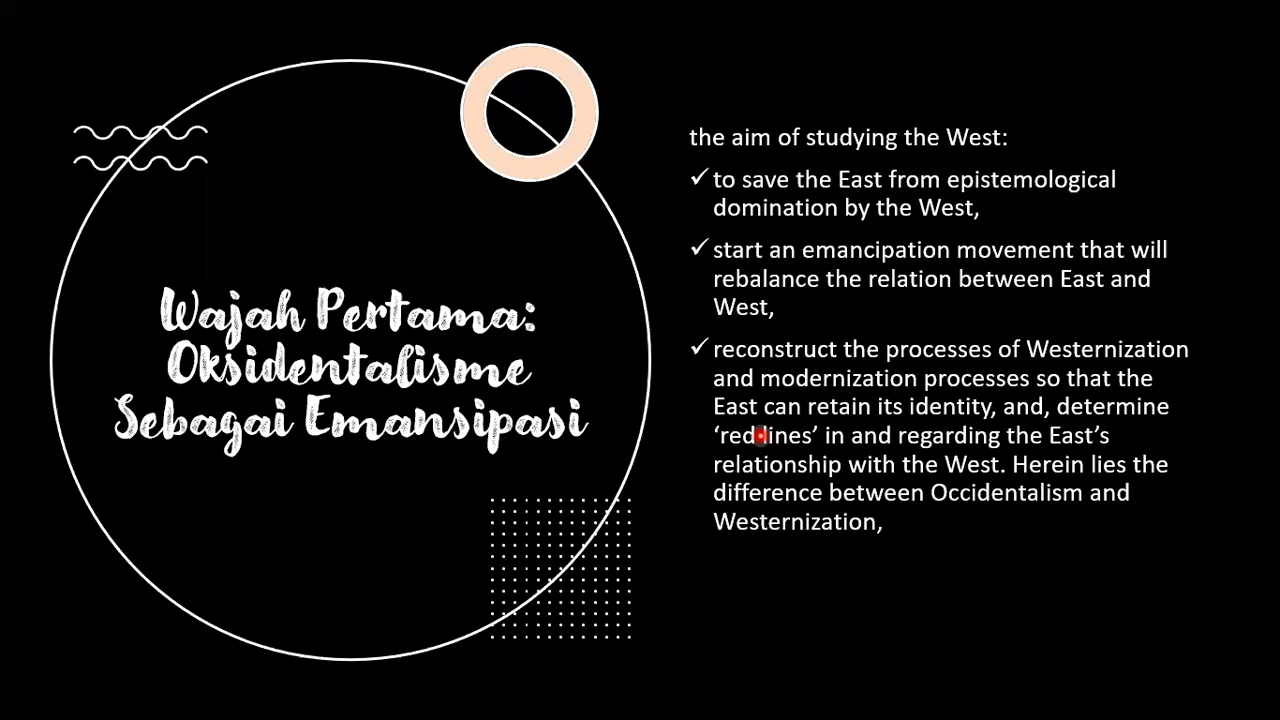 Wajah Pertama:
Oksidentalisme
Sebagai Emansipasi
the aim of studying the West:
✓ to save the East from epistemological
domination by the West,
✓ start an emancipation movement that will
rebalance the relation between East and
West,
✓ reconstruct the processes of Westernization
and modernization processes so that the
East can retain its identity, and, determine
‘red lines’ in and regarding the East’s
relationship with the West. Herein lies the
difference between Occidentalism and
Westernization,